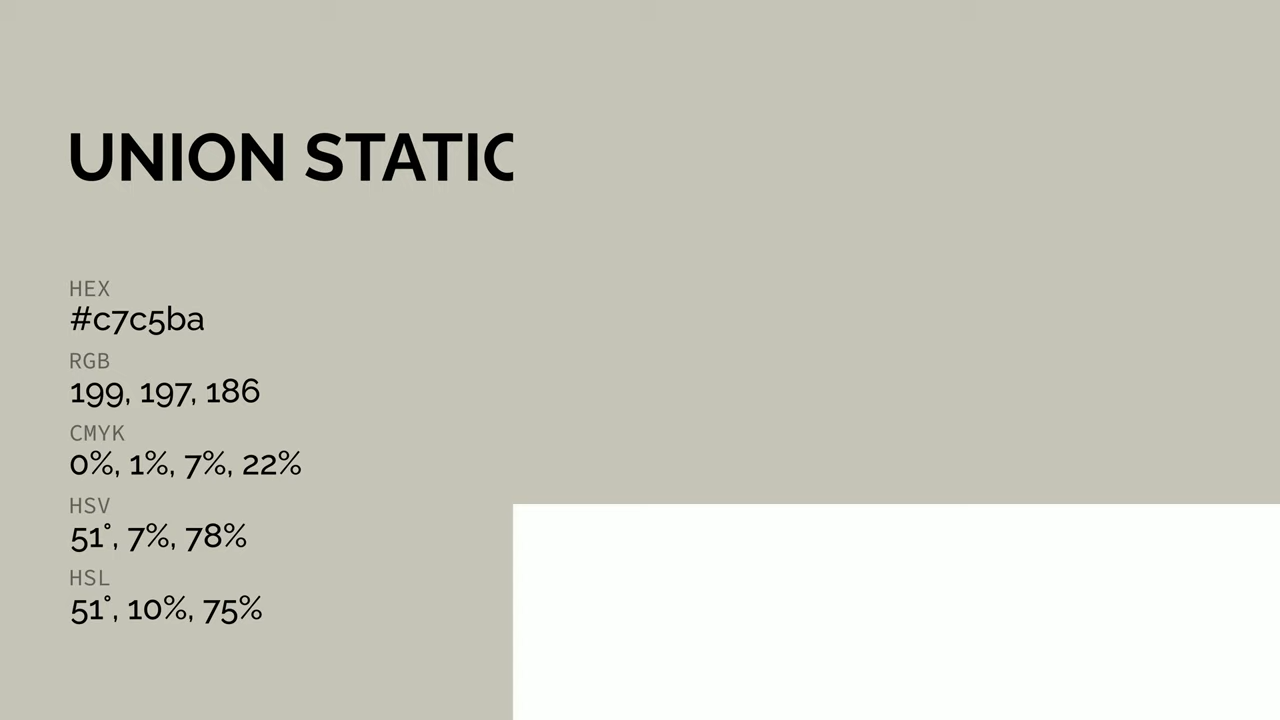 UNION STATIO
HEX
#c7c5ba
RGB
199, 197, 186
CMYK
0%, 1%, 7%, 22%
HSV
51°, 7%, 78%
HSL
51°, 10%, 75%